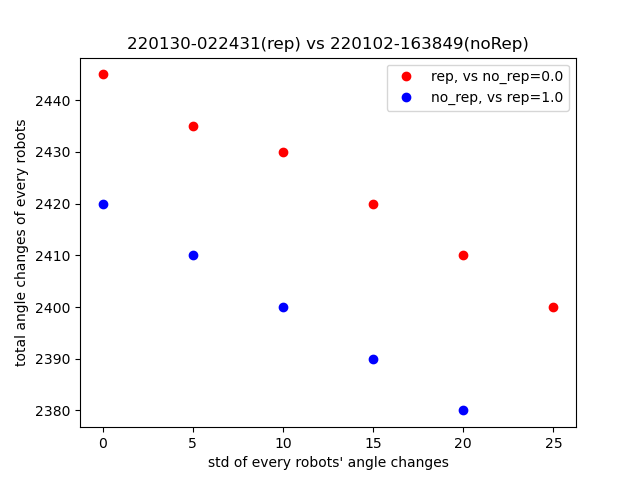 220130-022431(rep) vs 220102-163849(noRep)
rep, vs no_rep=0.0
no_rep, vs rep=1.0
total angle changes of every robots
2440
2430
2420
2410
2400
2390
2380
0 5 10 15 20 25
std of every robots' angle changes